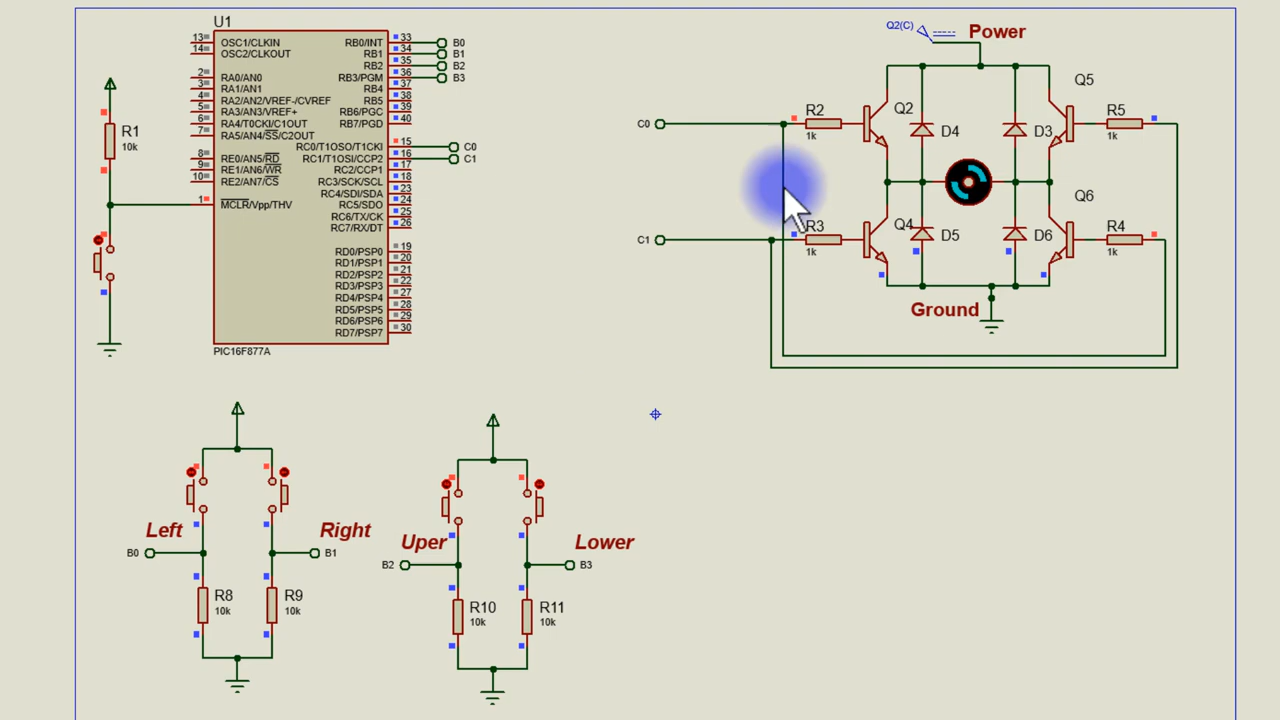 U1
13 OSC1/CLKIN
14 OSC2/CLKOUT
2 RA0/AN0
3 RA1/AN1
4 RA2/AN2/VREF-/CVREF
5 RA3/AN3/VREF+
6 RA4/T0CKI/C1OUT
7 RA5/AN4/SS/C2OUT
8 RE0/AN5/RD
9 RE1/AN6/WR
10 RE2/AN7/CS
1 MCLR/Vpp/THV
RB0/INT 33 B0
RB1 34 B1
RB2 35 B2
RB3/PGM 36 B3
RB4 37
RB5 38
RB6/PGC 39
RB7/PGD 40
RC0/T1OSO/T1CKI 15 C0
RC1/T1OSI/CCP2 16 C1
RC2/CCP1 17
RC3/SCK/SCL 18
RC4/SDI/SDA 23
RC5/SDO 24
RC6/TX/CK 25
RC7/RX/DT 26
RD0/PSP0 19
RD1/PSP1 20
RD2/PSP2 21
RD3/PSP3 22
RD4/PSP4 27
RD5/PSP5 28
RD6/PSP6 29
RD7/PSP7 30
PIC16F877A
R1
10k
Q2(C)
Power
C0
R2
1k
Q2
D4
D3
Q5
R5
1k
C1
R3
1k
Q4
D5
D6
Q6
R4
1k
Ground
Left
Right
B0
B1
R8
10k
R9
10k
Uper
Lower
B2
B3
R10
10k
R11
10k